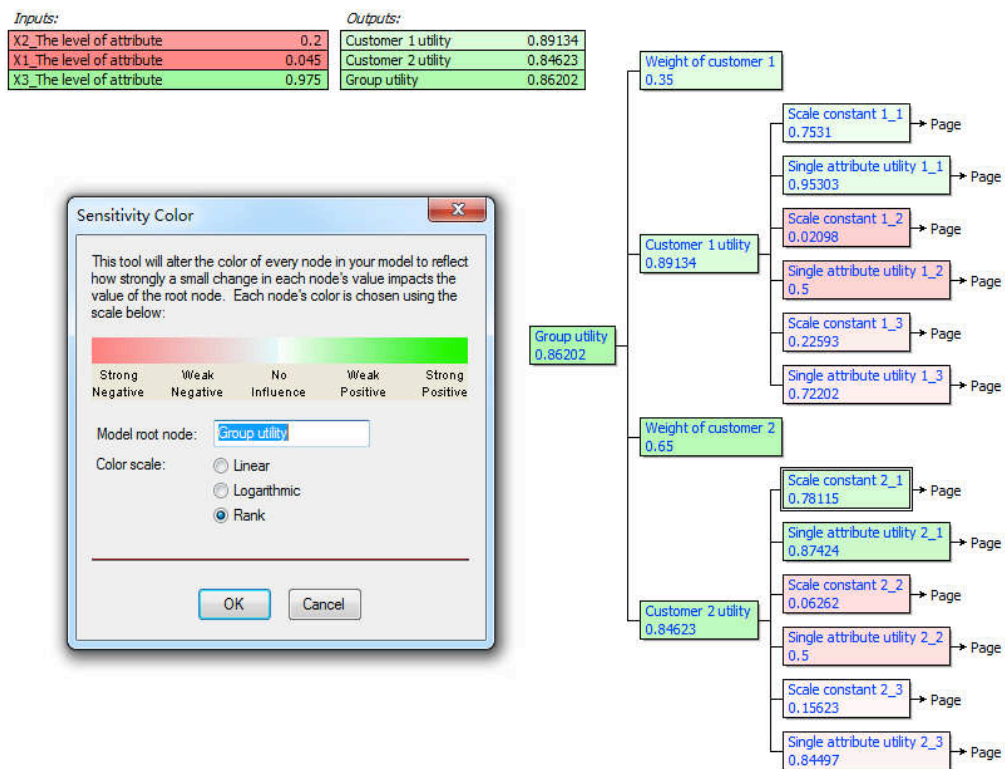 Inputs:
X2_The level of attribute 0.2
X1_The level of attribute 0.045
X3_The level of attribute 0.975
Outputs:
Customer 1 utility 0.89134
Customer 2 utility 0.84623
Group utility 0.86202
Sensitivity Color
This tool will alter the color of every node in your model to reflect
how strongly a small change in each node's value impacts the
value of the root node. Each node's color is chosen using the
scale below:
Strong Weak No Weak Strong
Negative Negative Influence Positive Positive
Model root node: Group utility
Color scale: Linear
Logarithmic
Rank
OK Cancel
Group utility
0.86202
Weight of customer 1
0.35
Customer 1 utility
0.89134
Scale constant 1_1
0.7531
Page
Single attribute utility 1_1
0.95303
Page
Scale constant 1_2
0.02098
Page
Single attribute utility 1_2
0.5
Page
Scale constant 1_3
0.22593
Page
Single attribute utility 1_3
0.72202
Page
Weight of customer 2
0.65
Customer 2 utility
0.84623
Scale constant 2_1
0.78115
Page
Single attribute utility 2_1
0.87424
Page
Scale constant 2_2
0.06262
Page
Single attribute utility 2_2
0.5
Page
Scale constant 2_3
0.15623
Page
Single attribute utility 2_3
0.84497
Page